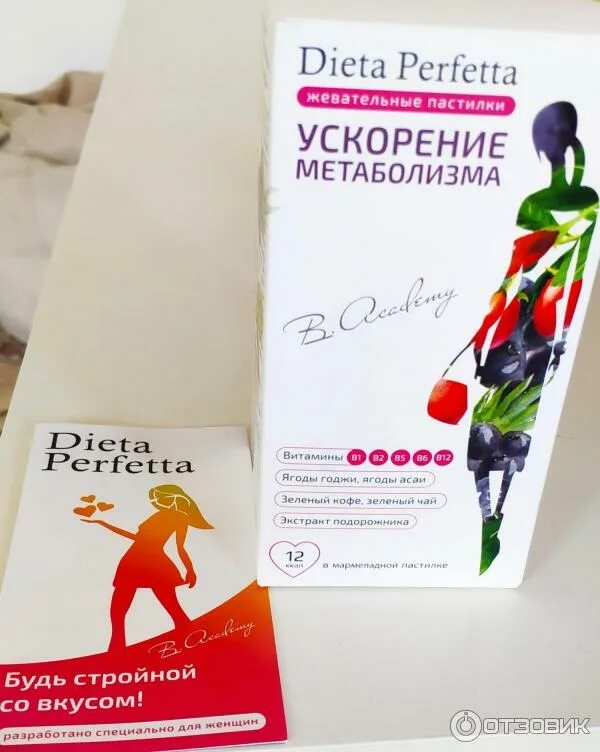 Dieta Perfetta
жевательные пастилки
УСКОРЕНИЕ
МЕТАБОЛИЗМА
B. Academy
Витамины B1 B2 B5 B6 B12
Ягоды годжи, ягоды асаи
Зеленый кофе, зеленый чай
Экстракт подорожника
12
ккал
в мармеладной пастилке
Dieta
Perfetta
B. Academy
Будь стройной
со вкусом!
разработано специально для женщин
ОТЗОВИК